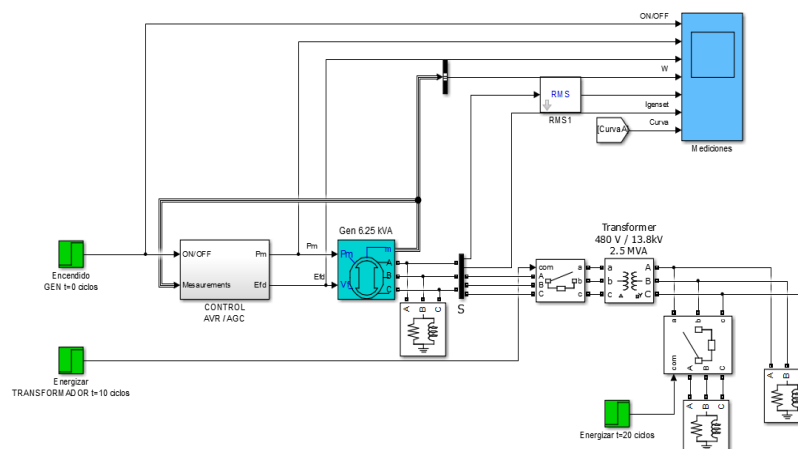 ON/OFF
W
Igenset
Curva
RMS
RMS1
[CurvaA]
Mediciones
Encendido
GEN t=0 ciclos
ON/OFF
Mesaurements
Pm
Efd
CONTROL
AVR / AGC
Pm
Efd
Gen 6.25 kVA
Pm
m
A
B
C
A B C
S
com
A
B
C
a
b
c
Transformer
480 V / 13.8kV
2.5 MVA
a
b
c
A
B
C
a b c
com
A B C
A B C
A B
Energizar
TRANSFORMADOR t=10 ciclos
Energizar t=20 ciclos